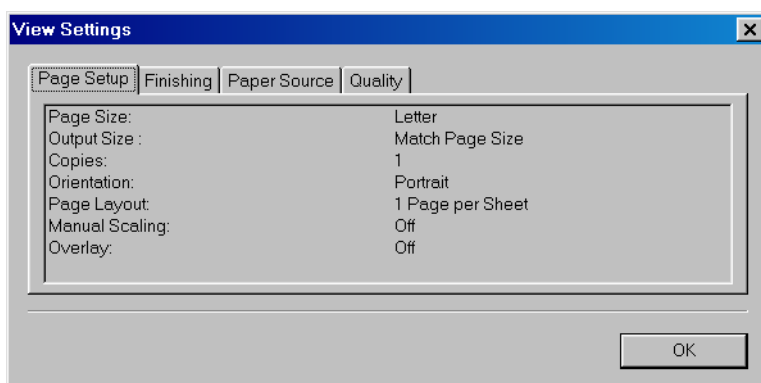 View Settings
Page Setup Finishing Paper Source Quality
Page Size: Letter
Output Size : Match Page Size
Copies: 1
Orientation: Portrait
Page Layout: 1 Page per Sheet
Manual Scaling: Off
Overlay: Off
OK